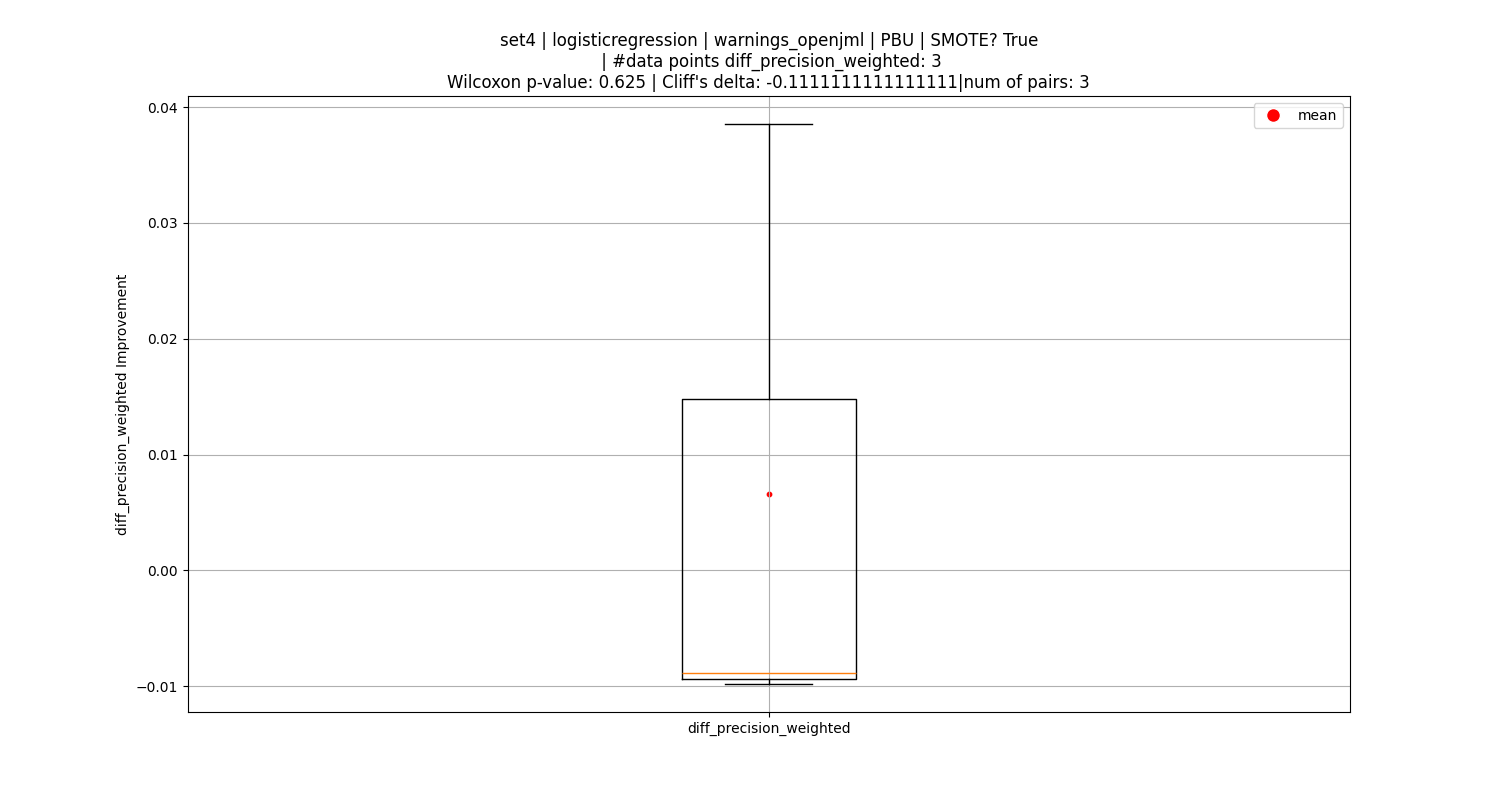 set4 | logisticregression | warnings_openjml | PBU | SMOTE? True
| #data points diff_precision_weighted: 3
Wilcoxon p-value: 0.625 | Cliff's delta: -0.1111111111111111|num of pairs: 3
mean
0.04
0.03
0.02
0.01
0.00
−0.01
diff_precision_weighted Improvement
diff_precision_weighted